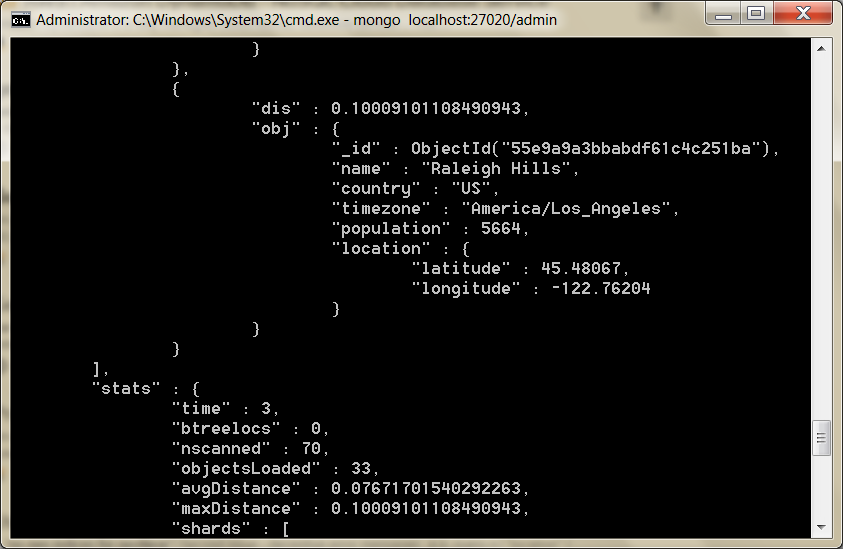 Administrator: C:\Windows\System32\cmd.exe - mongo localhost:27020/admin
}
},
{
"dis" : 0.10009101108490943,
"obj" : {
"_id" : ObjectId("55e9a9a3bbabdf61c4c251ba"),
"name" : "Raleigh Hills",
"country" : "US",
"timezone" : "America/Los_Angeles",
"population" : 5664,
"location" : {
"latitude" : 45.48067,
"longitude" : -122.76204
}
}
}
],
"stats" : {
"time" : 3,
"btreelocs" : 0,
"nscanned" : 70,
"objectsLoaded" : 33,
"avgDistance" : 0.07671701540292263,
"maxDistance" : 0.10009101108490943,
"shards" : [